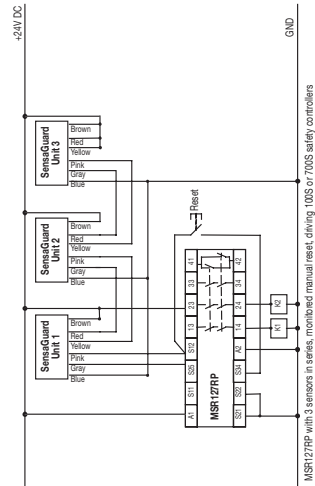 +24V DC
GND
SensaGuard
Unit 1
Brown
Red
Yellow
Pink
Gray
Blue
SensaGuard
Unit 2
Brown
Red
Yellow
Pink
Gray
Blue
SensaGuard
Unit 3
Brown
Red
Yellow
Pink
Gray
Blue
Reset
A1
S11
S25
S12
13
23
33
41
MSR127RP
S21
S22
S34
A2
14
24
34
42
K1
K2
MSR127RP with 3 sensors in series, monitored manual reset, driving 100S or 700S safety controllers